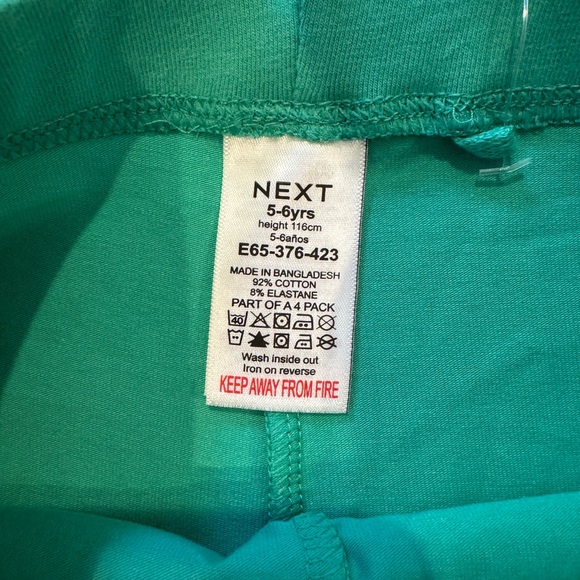 NEXT
5-6yrs
height 116cm
5-6años
E65-376-423
MADE IN BANGLADESH
92% COTTON
8% ELASTANE
PART OF A 4 PACK
40
Wash inside out
Iron on reverse
KEEP AWAY FROM FIRE